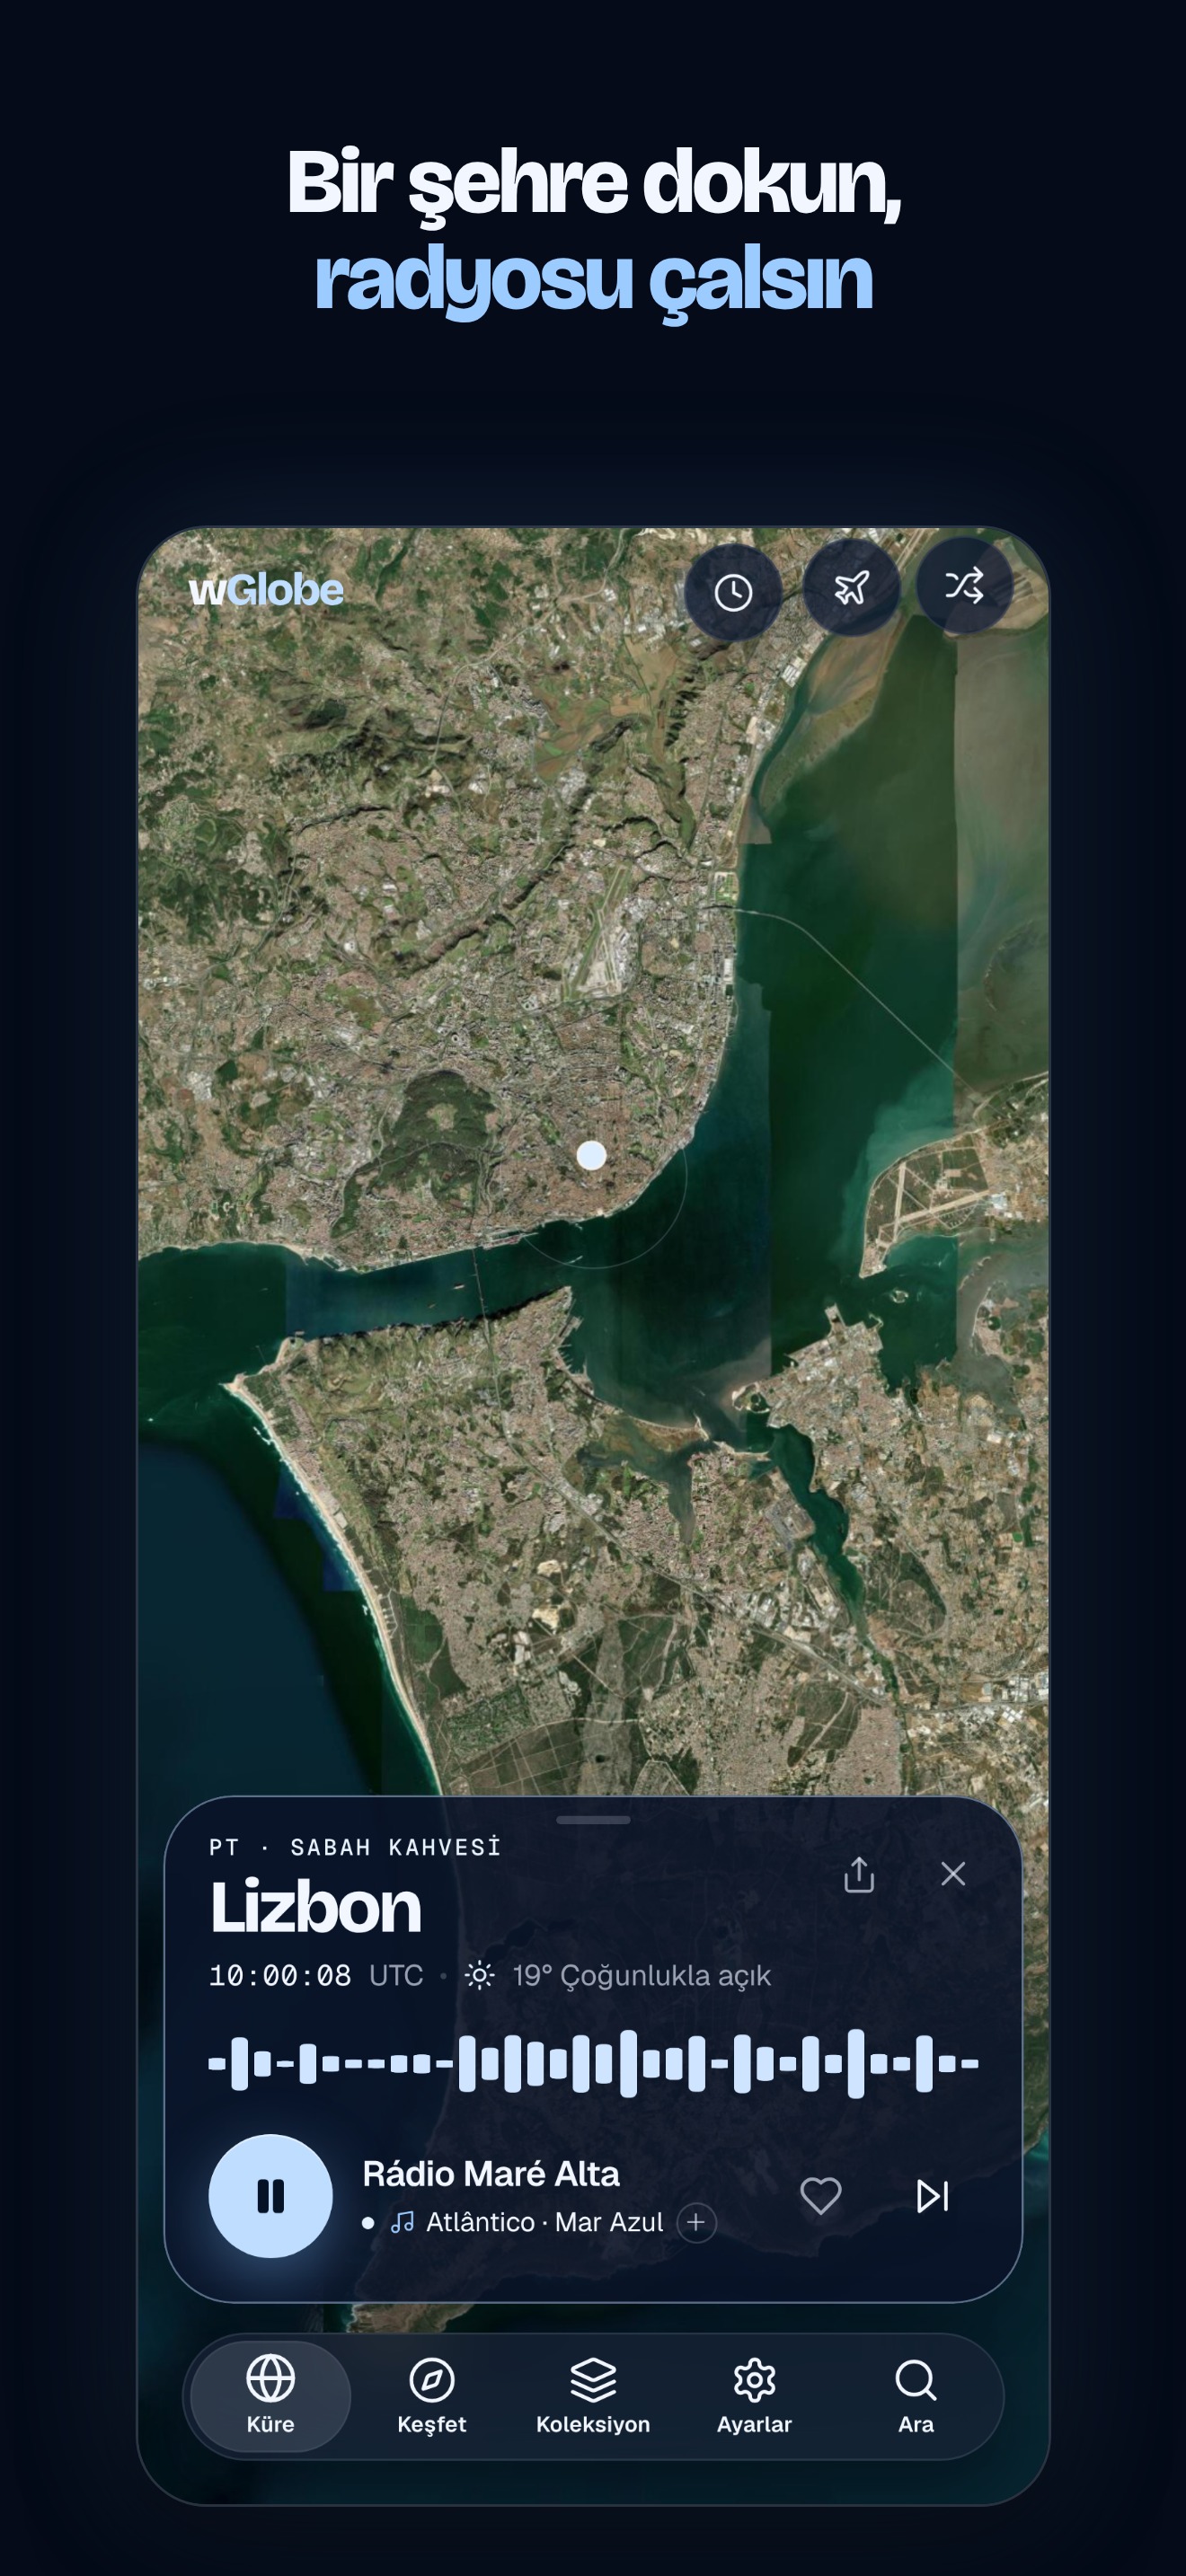 Bir şehre dokun,
radyosu çalsın
wGlobe
PT · SABAH KAHVESİ
Lizbon
10:00:08 UTC • 19° Çoğunlukla açık
Rádio Maré Alta
Atlântico · Mar Azul
Küre Keşfet Koleksiyon Ayarlar Ara